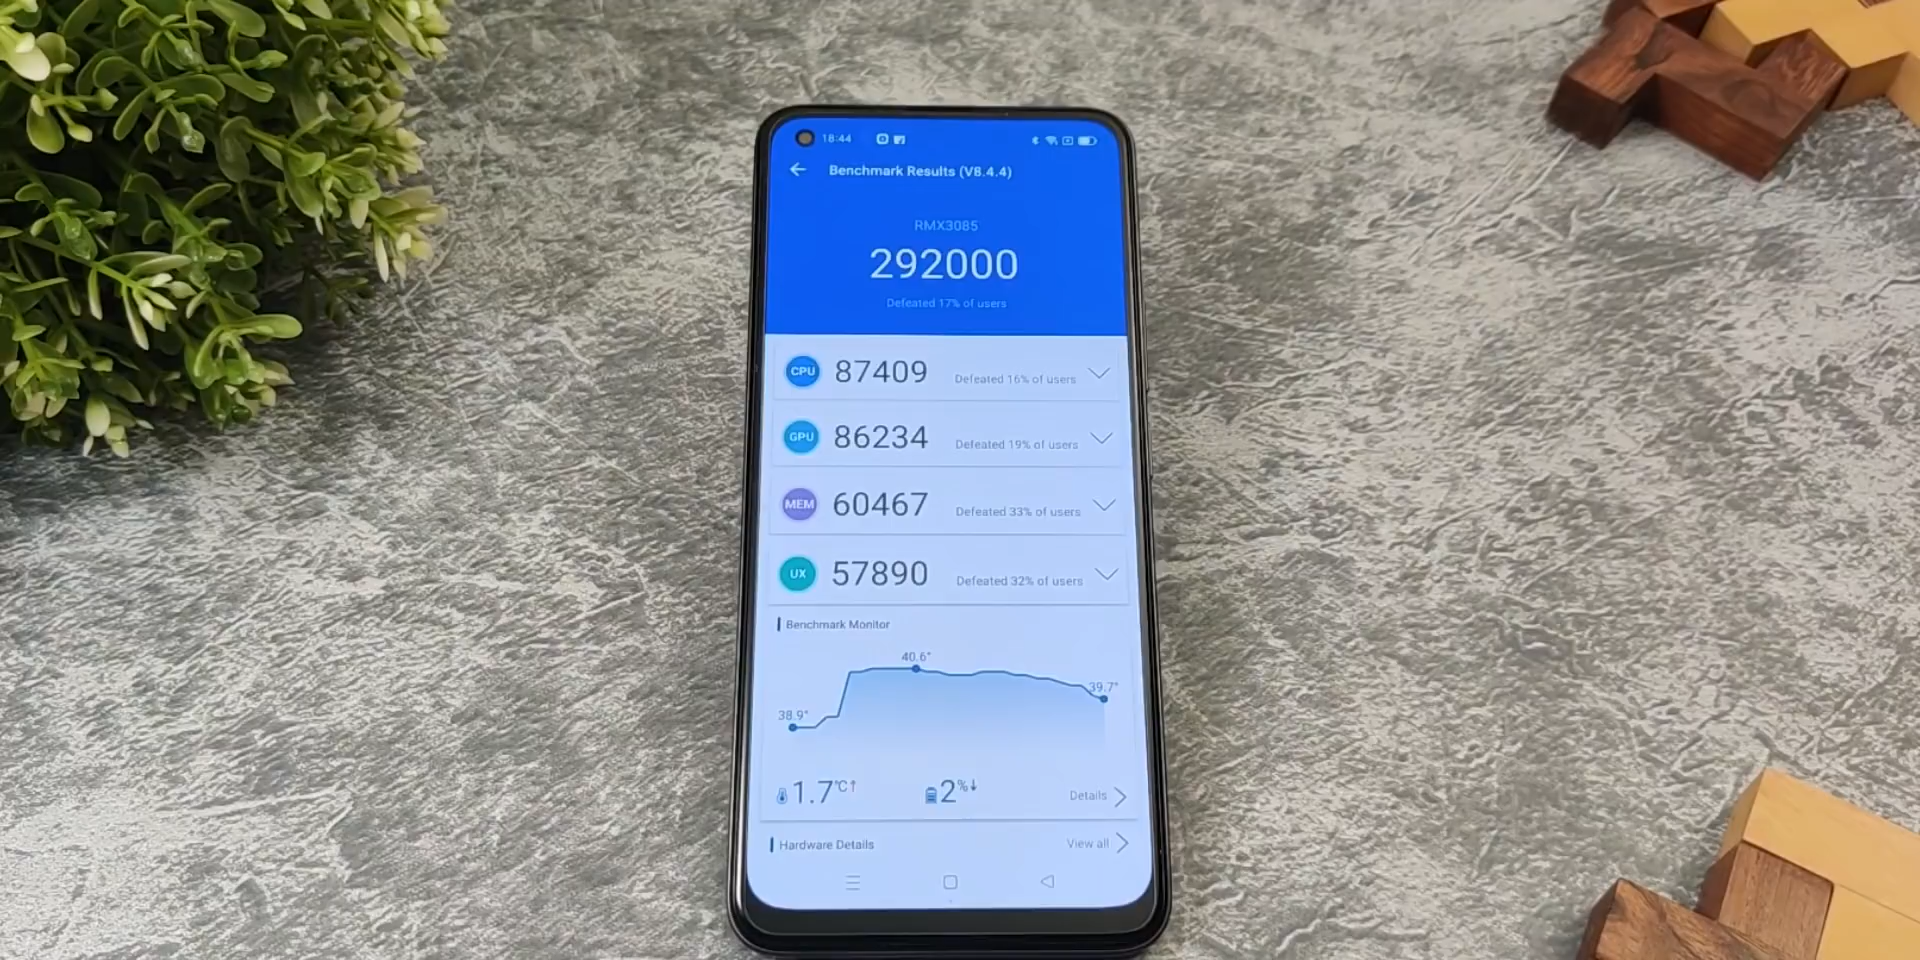 18:44
Benchmark Results (V8.4.4)
RMX3085
292000
Defeated 17% of users
CPU 87409 Defeated 16% of users
GPU 86234 Defeated 19% of users
MEM 60467 Defeated 33% of users
UX 57890 Defeated 32% of users
Benchmark Monitor
40.6°
39.7°
38.9°
1.7℃↑ 2%↓ Details
Hardware Details View all